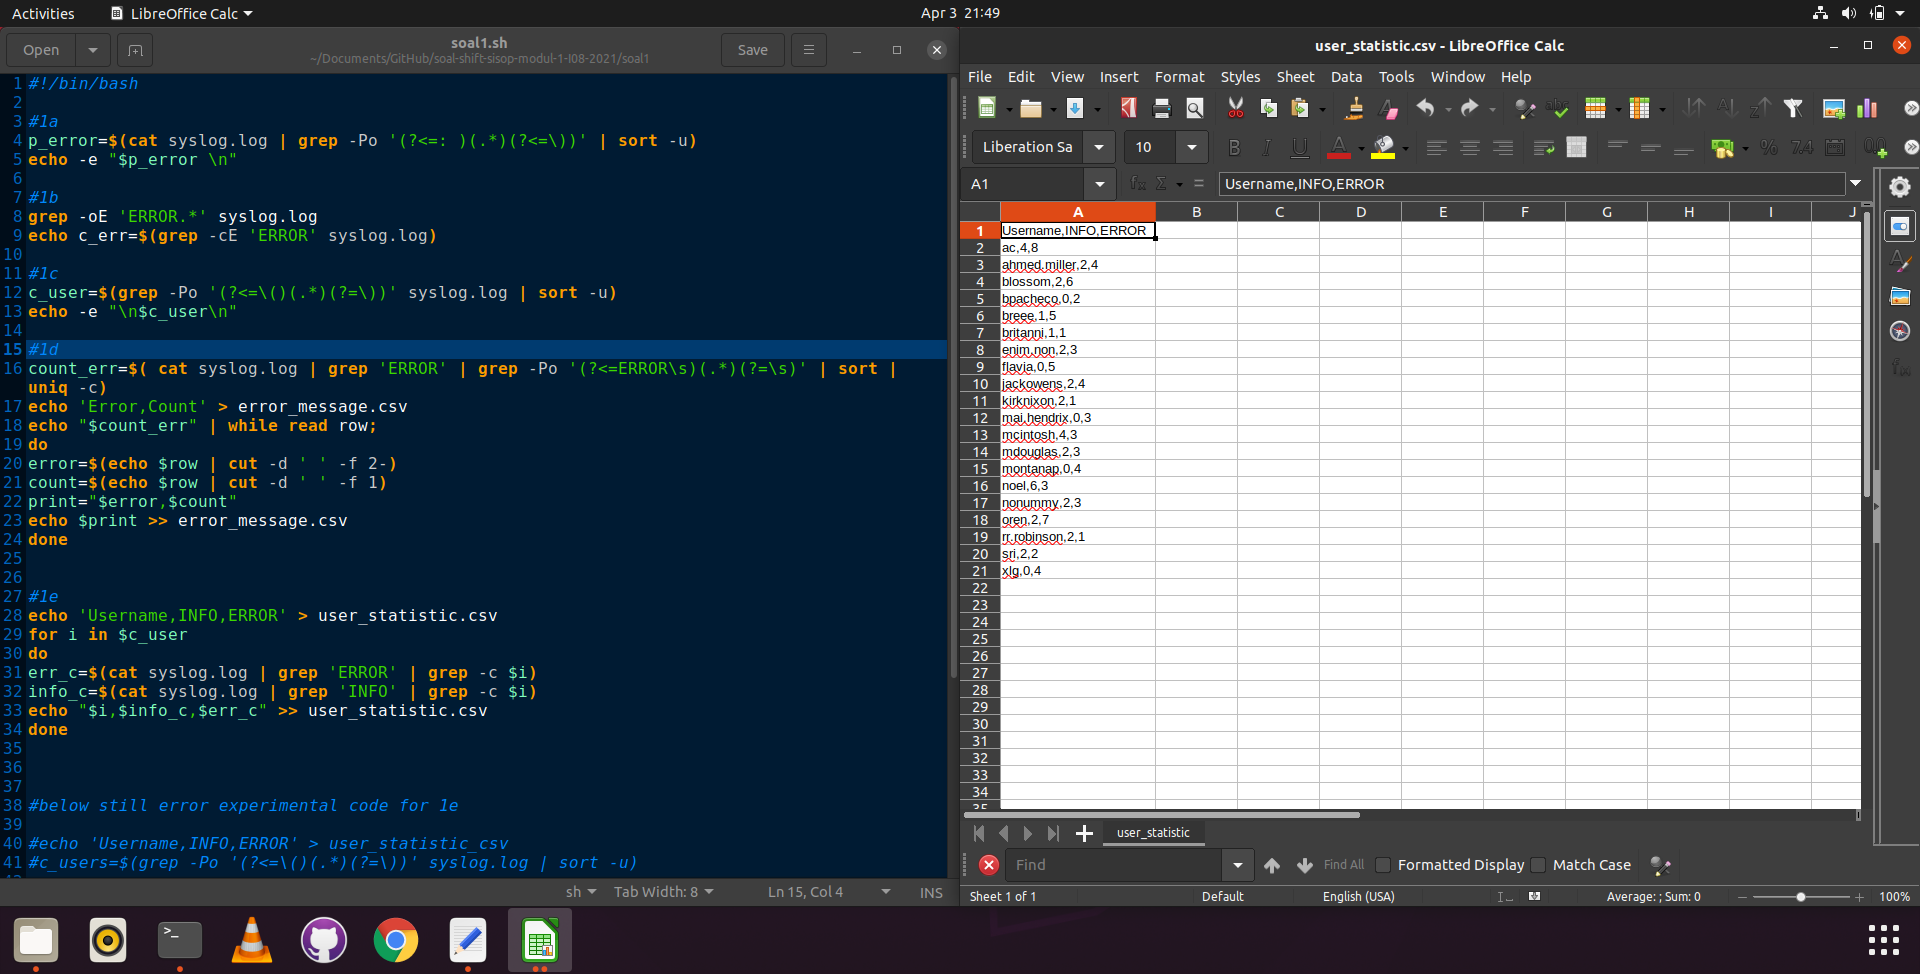 Activities LibreOffice Calc Apr 3 21:49
Open Save
soal1.sh
~/Documents/GitHub/soal-shift-sisop-modul-1-I08-2021/soal1
1 #!/bin/bash
2
3 #1a
4 p_error=$(cat syslog.log | grep -Po '(?<=: )(.*)(?<=\))' | sort -u)
5 echo -e "$p_error \n"
6
7 #1b
8 grep -oE 'ERROR.*' syslog.log
9 echo c_err=$(grep -cE 'ERROR' syslog.log)
10
11 #1c
12 c_user=$(grep -Po '(?<=\()(.*)(?=\))' syslog.log | sort -u)
13 echo -e "\n$c_user\n"
14
15 #1d
16 count_err=$( cat syslog.log | grep 'ERROR' | grep -Po '(?<=ERROR\s)(.*)(?=\s)' | sort |
uniq -c)
17 echo 'Error,Count' > error_message.csv
18 echo "$count_err" | while read row;
19 do
20 error=$(echo $row | cut -d ' ' -f 2-)
21 count=$(echo $row | cut -d ' ' -f 1)
22 print="$error,$count"
23 echo $print >> error_message.csv
24 done
25
26
27 #1e
28 echo 'Username,INFO,ERROR' > user_statistic.csv
29 for i in $c_user
30 do
31 err_c=$(cat syslog.log | grep 'ERROR' | grep -c $i)
32 info_c=$(cat syslog.log | grep 'INFO' | grep -c $i)
33 echo "$i,$info_c,$err_c" >> user_statistic.csv
34 done
35
36
37
38 #below still error experimental code for 1e
39
40 #echo 'Username,INFO,ERROR' > user_statistic_csv
41 #c_users=$(grep -Po '(?<=\()(.*)(?=\))' syslog.log | sort -u)
sh Tab Width: 8 Ln 15, Col 4 INS
user_statistic.csv - LibreOffice Calc
File Edit View Insert Format Styles Sheet Data Tools Window Help
Liberation Sa 10
A1 Username,INFO,ERROR
A B C D E F G H I J
1 Username,INFO,ERROR
2 ac,4,8
3 ahmed.miller,2,4
4 blossom,2,6
5 bpacheco,0,2
6 breee,1,5
7 britanni,1,1
8 enim.non,2,3
9 flavia,0,5
10 jackowens,2,4
11 kirknixon,2,1
12 mai.hendrix,0,3
13 mcintosh,4,3
14 mdouglas,2,3
15 montanap,0,4
16 noel,6,3
17 nonummy,2,3
18 oren,2,7
19 rr.robinson,2,1
20 sri,2,2
21 xlg,0,4
22
23
24
25
26
27
28
29
30
31
32
33
34
35
user_statistic
Find Find All Formatted Display Match Case
Sheet 1 of 1 Default English (USA) Average: ; Sum: 0 100%